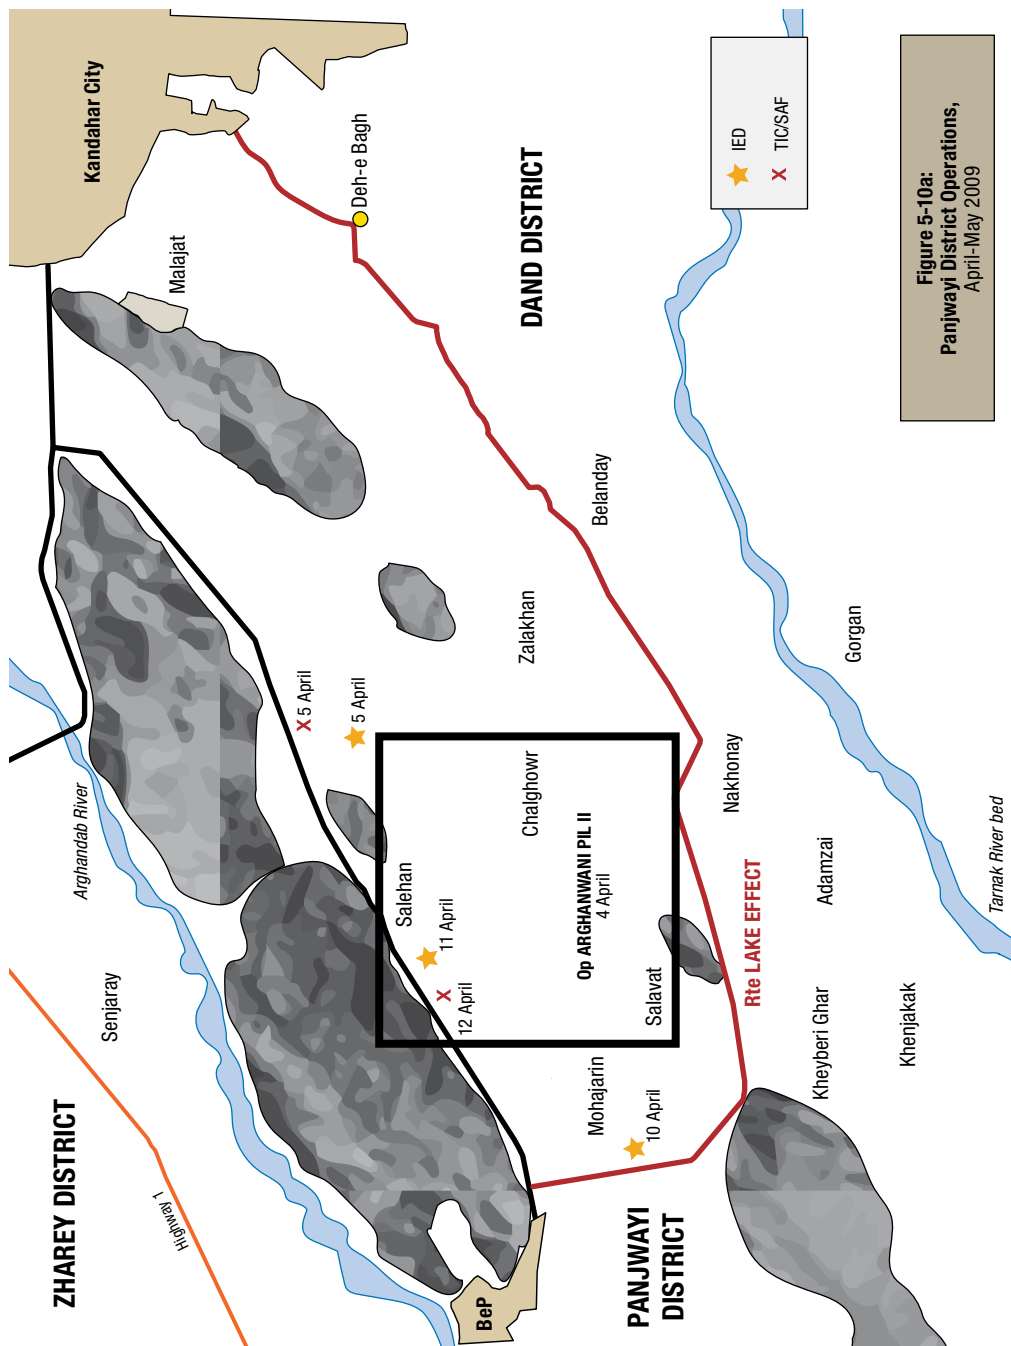 ZHAREY DISTRICT
Highway 1
Senjaray
Arghandab River
Kandahar City
Malajat
Deh-e Bagh
DAND DISTRICT
X 5 April
5 April
Salehan
11 April
X
12 April
Chalghowr
Op ARGHANWANI PIL II
4 April
Salavat
Zalakhan
Belanday
BeP
PANJWAYI
DISTRICT
Mohajarin
10 April
Nakhonay
Rte LAKE EFFECT
Adamzai
Gorgan
Kheyberi Ghar
Khenjakak
Tarnak River bed
IED
X TIC/SAF
Figure 5-10a:
Panjwayi District Operations,
April-May 2009